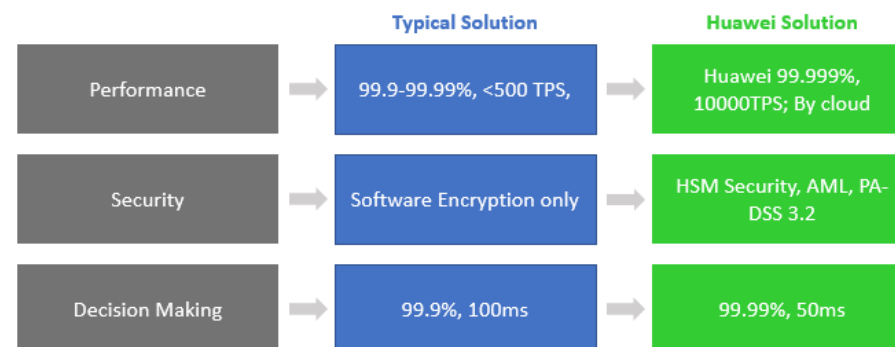 Typical Solution
Huawei Solution
Performance
99.9-99.99%, <500 TPS,
Huawei 99.999%,
10000TPS; By cloud
Security
Software Encryption only
HSM Security, AML, PA-
DSS 3.2
Decision Making
99.9%, 100ms
99.99%, 50ms